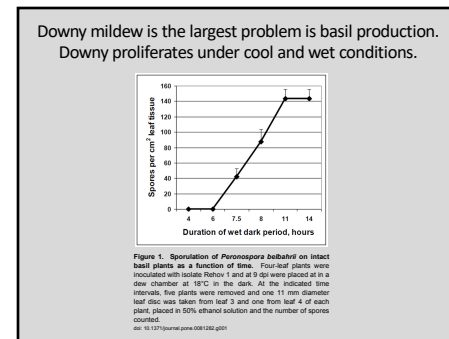 Downy mildew is the largest problem is basil production.
Downy proliferates under cool and wet conditions.
160
140
120
100
80
60
40
20
0
Spores per cm² leaf tissue
4 6 7.5 8 11 14
Duration of wet dark period, hours
Figure 1. Sporulation of Peronospora belbahrii on intact
basil plants as a function of time. Four-leaf plants were
inoculated with isolate Rehov 1 and at 9 dpi were placed at in a
dew chamber at 18°C in the dark. At the indicated time
intervals, five plants were removed and one 11 mm diameter
leaf disc was taken from leaf 3 and one from leaf 4 of each
plant, placed in 50% ethanol solution and the number of spores
counted.
doi: 10.1371/journal.pone.0081282.g001